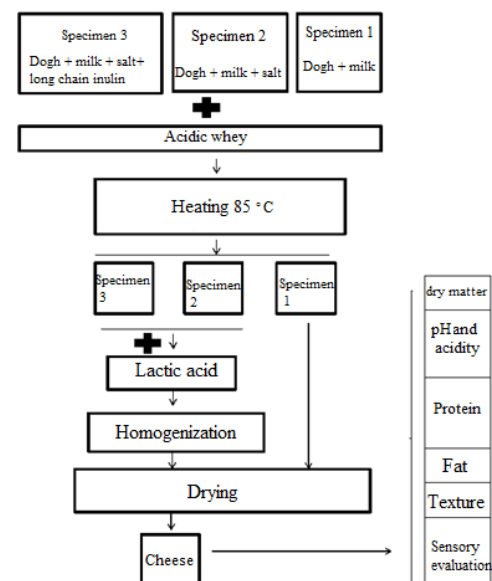 Specimen 3
Dogh + milk + salt+
long chain inulin
Specimen 2
Dogh + milk + salt
Specimen 1
Dogh + milk
Acidic whey
Heating 85 °C
Specimen
3
Specimen
2
Specimen
1
Lactic acid
Homogenization
Drying
Cheese
dry matter
pHand
acidity
Protein
Fat
Texture
Sensory
evaluation